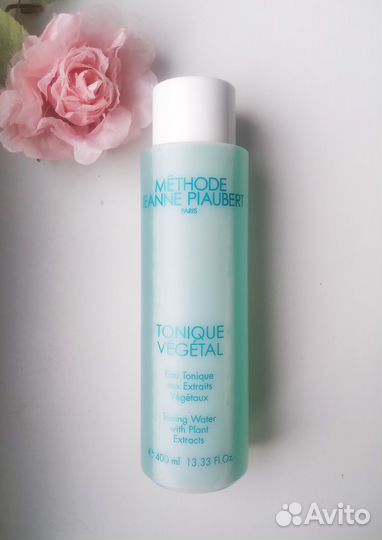 MÉTHODE
JEANNE PIAUBERT
PARIS
TONIQUE
VÉGÉTAL
Eau Tonique
aux Extraits
Végétaux
Toning Water
with Plant
Extracts
e 400 ml 13.33 Fl.Oz.
Avito